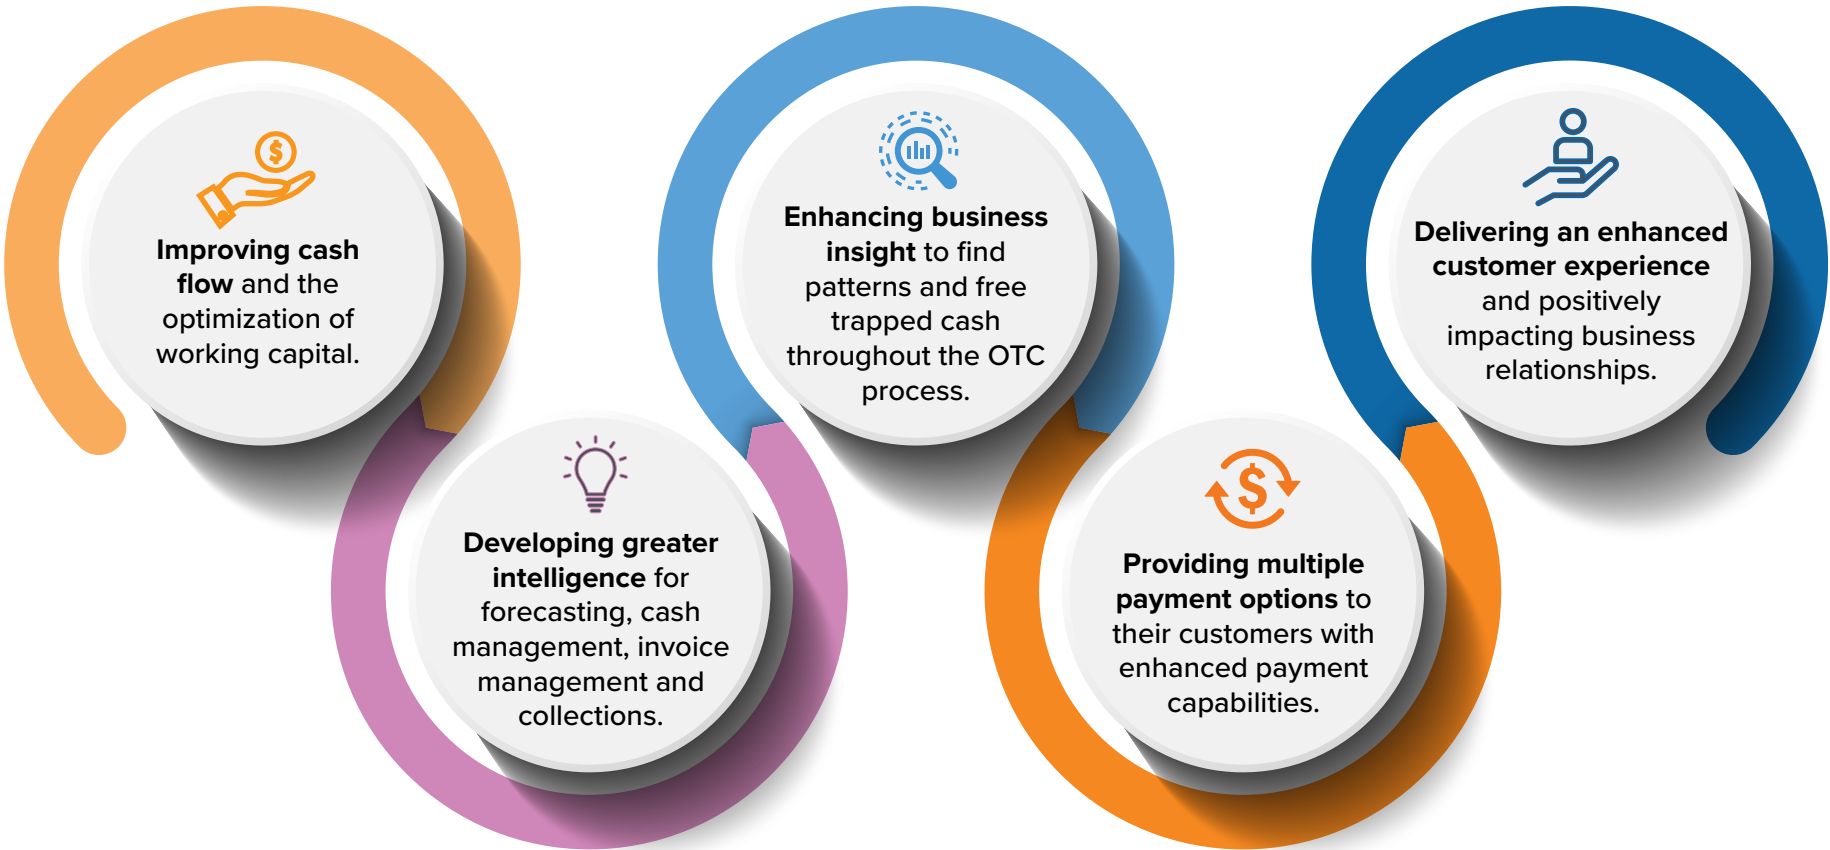 Improving cash
flow and the
optimization of
working capital.
Developing greater
intelligence for
forecasting, cash
management, invoice
management and
collections.
Enhancing business
insight to find
patterns and free
trapped cash
throughout the OTC
process.
Providing multiple
payment options to
their customers with
enhanced payment
capabilities.
Delivering an enhanced
customer experience
and positively
impacting business
relationships.